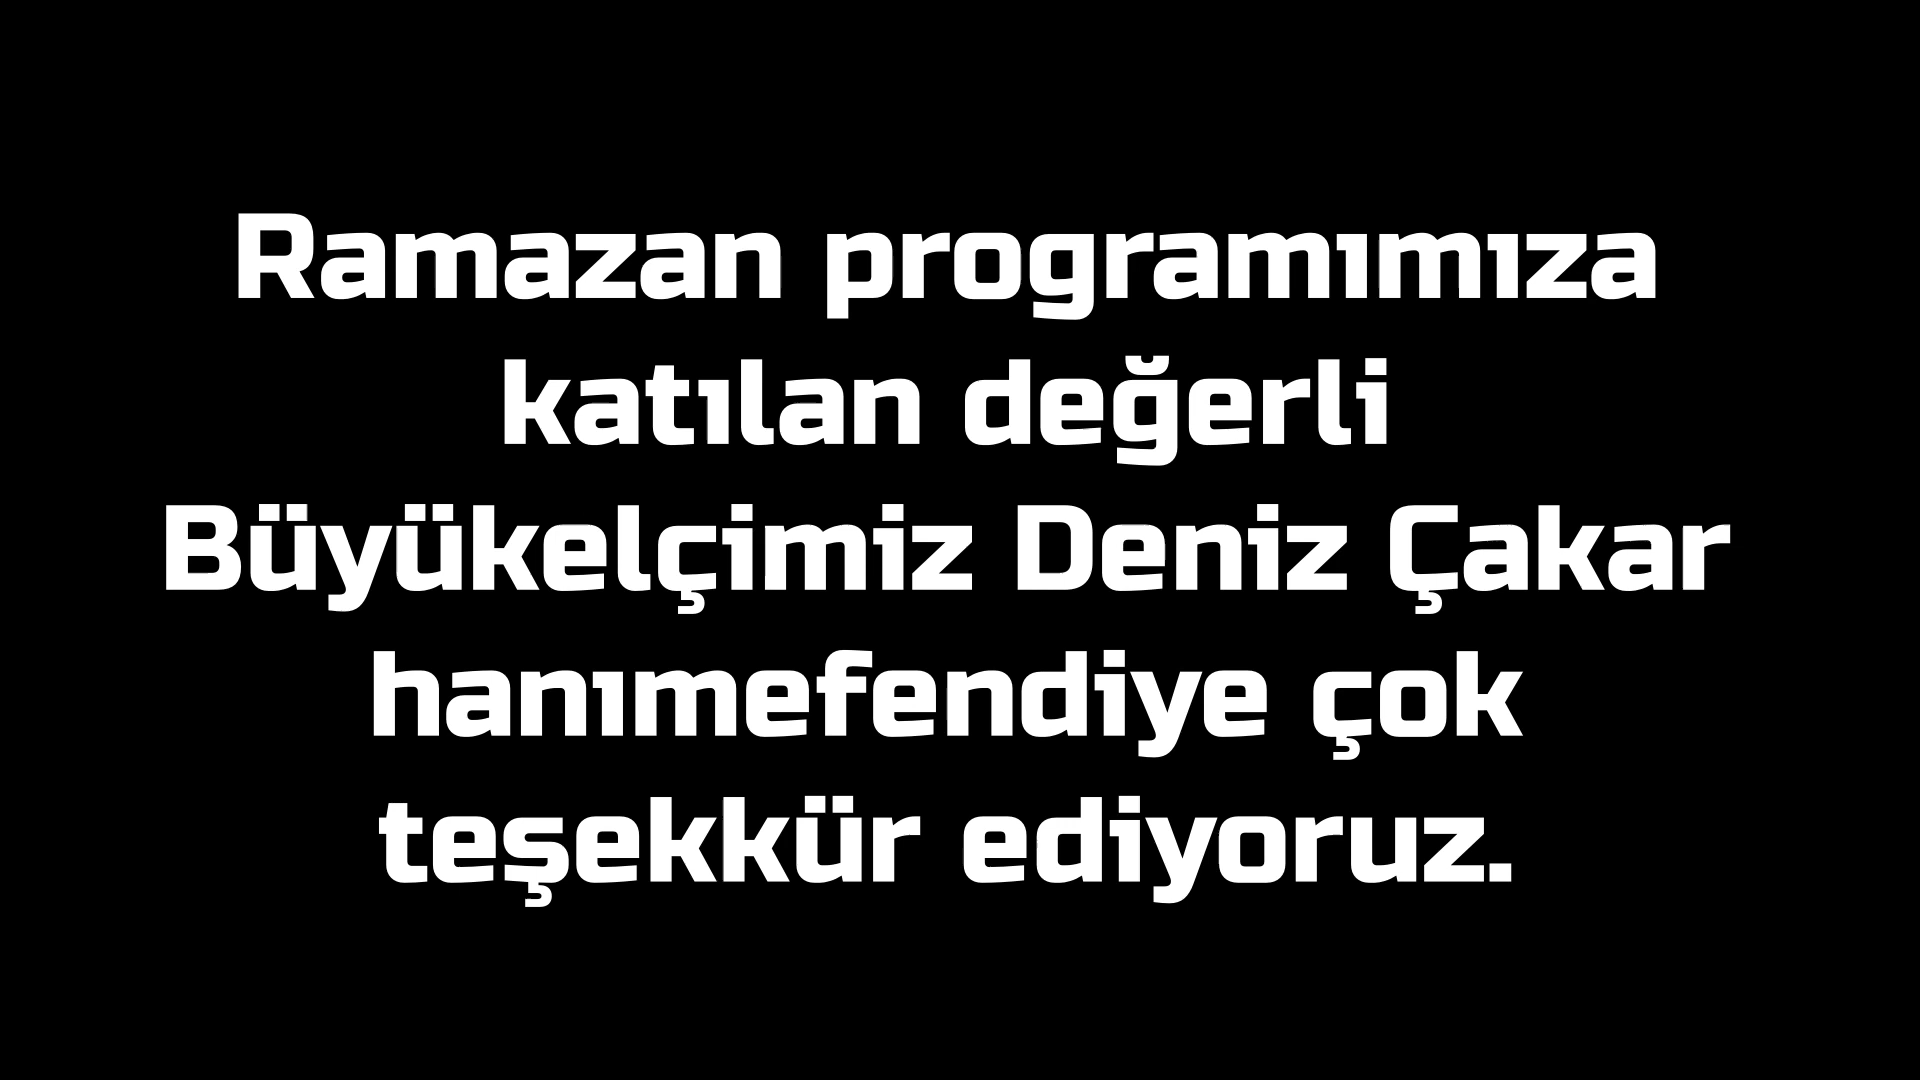 Ramazan programımıza
katılan değerli
Büyükelçimiz Deniz Çakar
hanımefendiye çok
teşekkür ediyoruz.